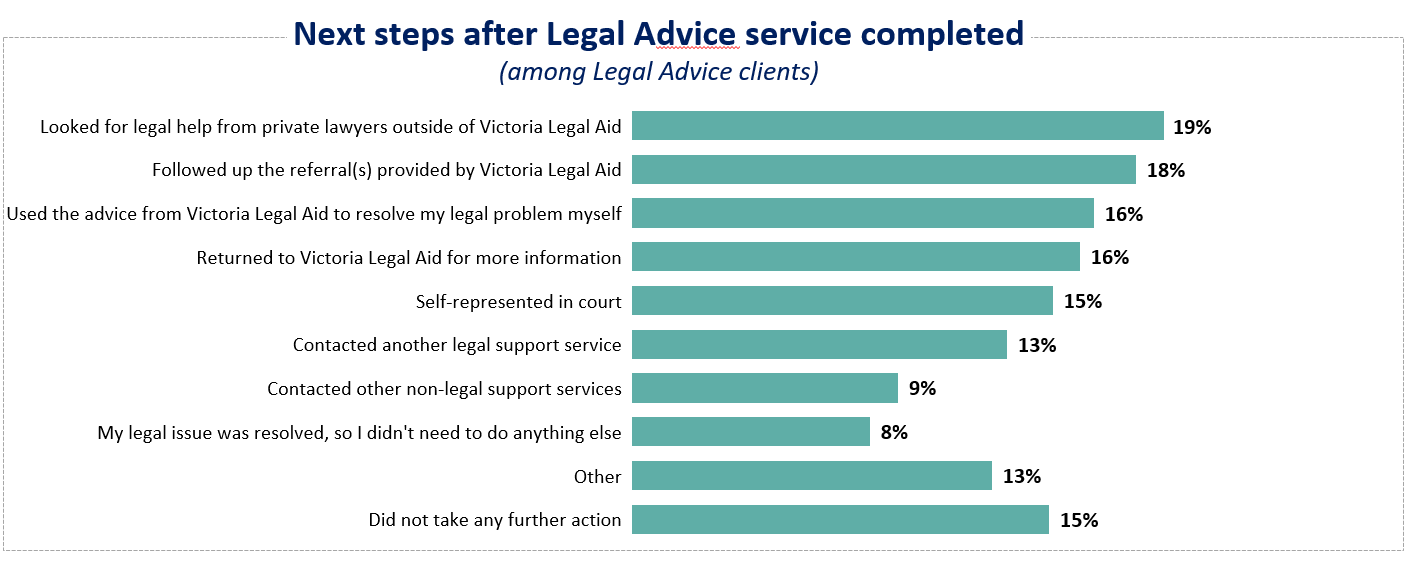 Next steps after Legal Advice service completed
(among Legal Advice clients)
Looked for legal help from private lawyers outside of Victoria Legal Aid 19%
Followed up the referral(s) provided by Victoria Legal Aid 18%
Used the advice from Victoria Legal Aid to resolve my legal problem myself 16%
Returned to Victoria Legal Aid for more information 16%
Self-represented in court 15%
Contacted another legal support service 13%
Contacted other non-legal support services 9%
My legal issue was resolved, so I didn't need to do anything else 8%
Other 13%
Did not take any further action 15%